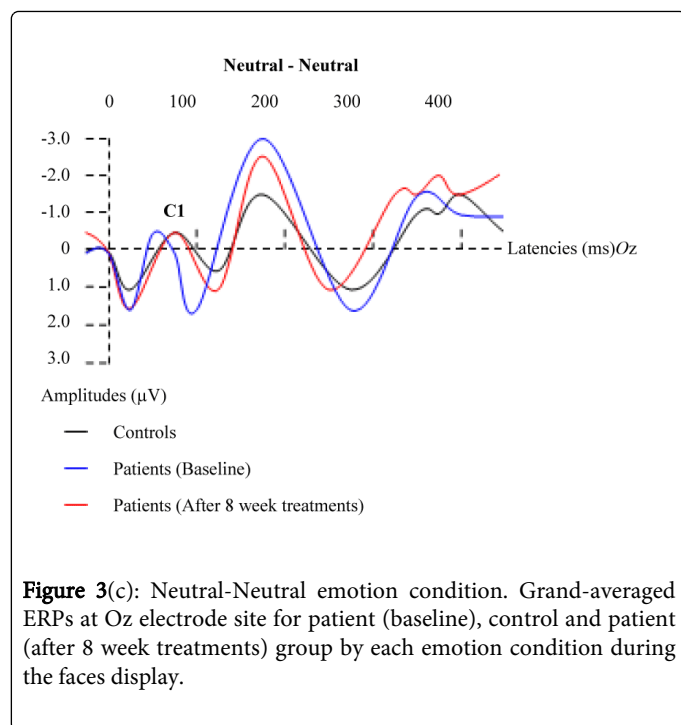 Neutral - Neutral
0 100 200 300 400
-3.0
-2.0
-1.0
C1
0
Latencies (ms)Oz
1.0
2.0
3.0
Amplitudes (µV)
Controls
Patients (Baseline)
Patients (After 8 week treatments)
Figure 3(c): Neutral-Neutral emotion condition. Grand-averaged
ERPs at Oz electrode site for patient (baseline), control and patient
(after 8 week treatments) group by each emotion condition during
the faces display.